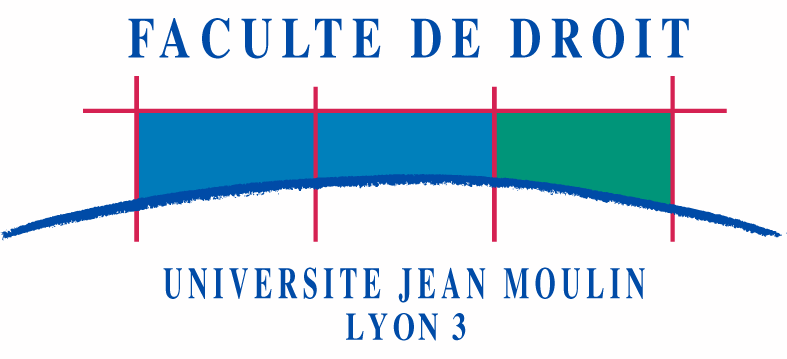 FACULTE DE DROIT
UNIVERSITE JEAN MOULIN
LYON 3